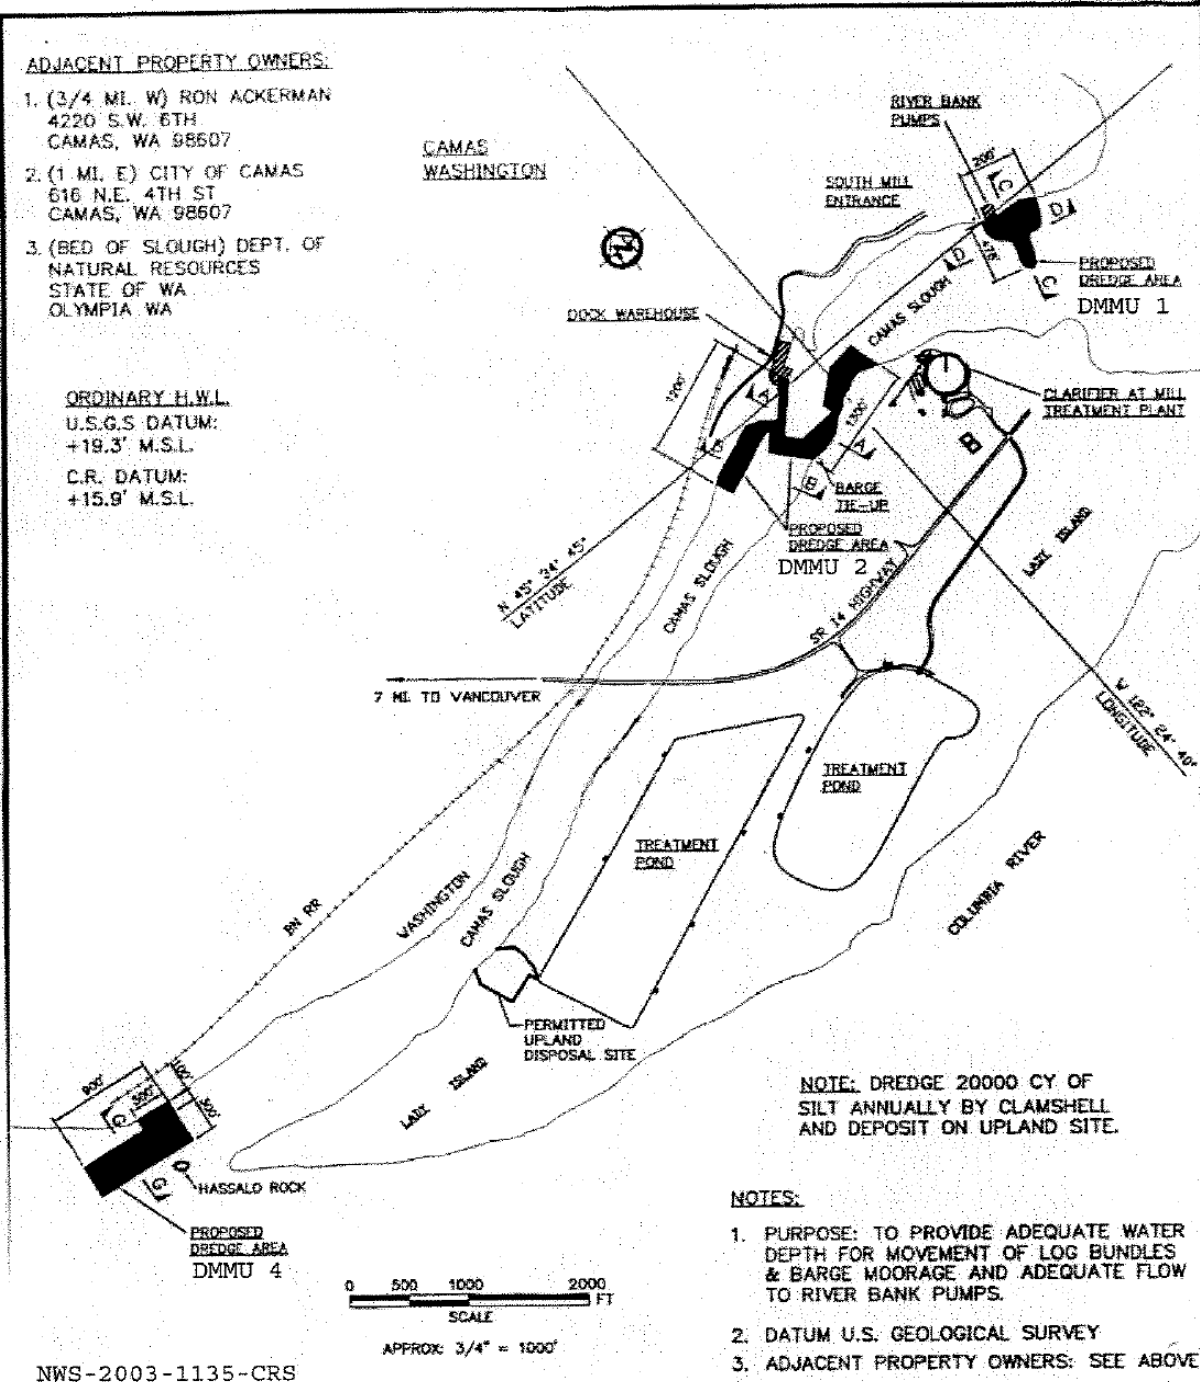 ADJACENT PROPERTY OWNERS:
1. (3/4 MI. W) RON ACKERMAN
4220 S.W. 6TH
CAMAS, WA 98607
2. (1 MI. E) CITY OF CAMAS
616 N.E. 4TH ST
CAMAS, WA 98607
3. (BED OF SLOUGH) DEPT. OF
NATURAL RESOURCES
STATE OF WA
OLYMPIA WA
ORDINARY H.W.L.
U.S.G.S DATUM:
+19.3' M.S.L.
C.R. DATUM:
+15.9' M.S.L.
CAMAS
WASHINGTON
RIVER BANK
PUMPS
SOUTH MILL
ENTRANCE
200'
C
D
D
475'
C
PROPOSED
DREDGE AREA
DMMU 1
DOCK WAREHOUSE
CAMAS SLOUGH
1200'
A
B
1300'
A
B
CLARIFIER AT MILL
TREATMENT PLANT
BARGE
TIE-UP
PROPOSED
DREDGE AREA
DMMU 2
N 45° 34' 45"
LATITUDE
CAMAS SLOUGH
SR 14 HIGHWAY
LADY ISLAND
7 MI. TO VANCOUVER
W 122° 24' 40"
LONGITUDE
TREATMENT
POND
TREATMENT
POND
COLUMBIA RIVER
BN RR
WASHINGTON
CAMAS SLOUGH
PERMITTED
UPLAND
DISPOSAL SITE
LADY ISLAND
900'
100'
350'
300'
G
G
HASSALO ROCK
PROPOSED
DREDGE AREA
DMMU 4
NOTE: DREDGE 20000 CY OF
SILT ANNUALLY BY CLAMSHELL
AND DEPOSIT ON UPLAND SITE.
NOTES:
1. PURPOSE: TO PROVIDE ADEQUATE WATER
DEPTH FOR MOVEMENT OF LOG BUNDLES
& BARGE MOORAGE AND ADEQUATE FLOW
TO RIVER BANK PUMPS.
2. DATUM U.S. GEOLOGICAL SURVEY
3. ADJACENT PROPERTY OWNERS: SEE ABOVE
0 500 1000 2000
FT
SCALE
APPROX: 3/4" = 1000'
NWS-2003-1135-CRS